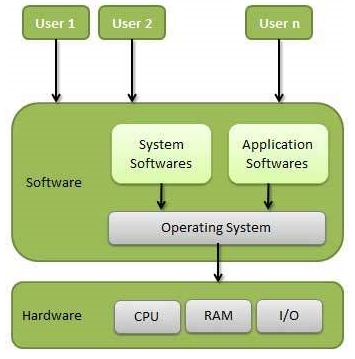 User 1
User 2
User n
System
Softwares
Application
Softwares
Software
Operating System
Hardware
CPU
RAM
I/O